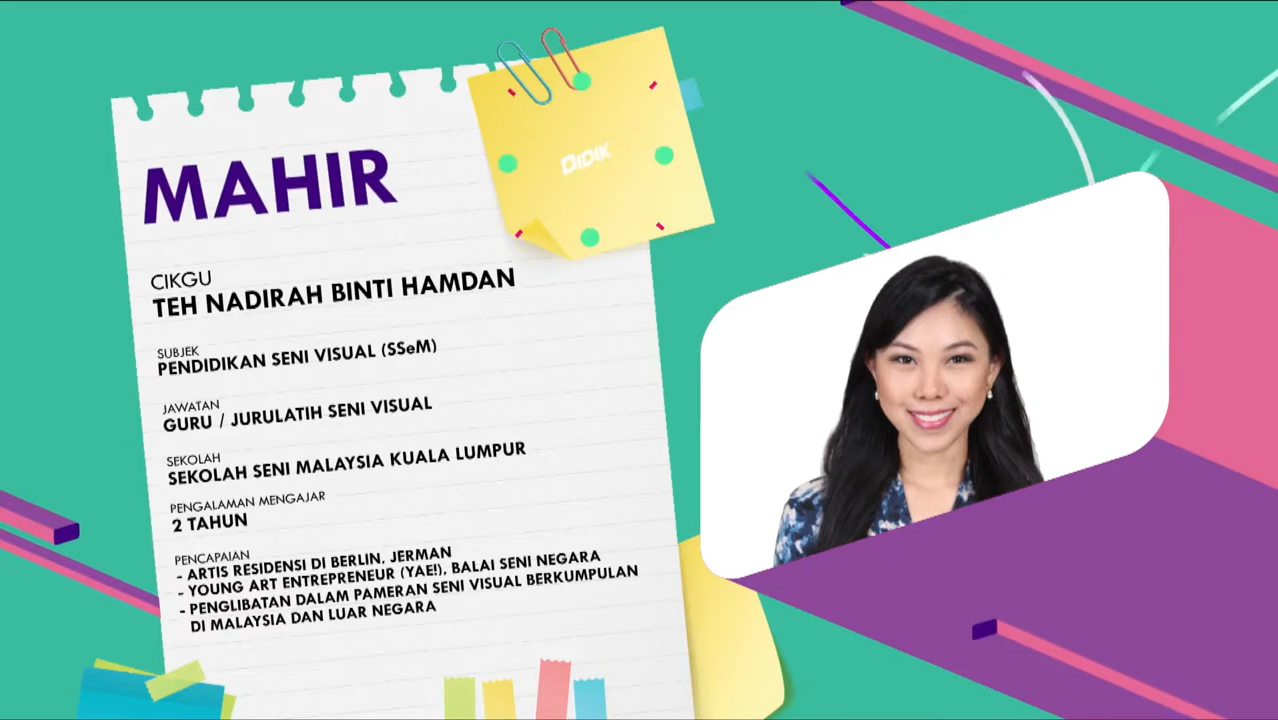 DIDIK
MAHIR
CIKGU
TEH NADIRAH BINTI HAMDAN
SUBJEK
PENDIDIKAN SENI VISUAL (SSeM)
JAWATAN
GURU / JURULATIH SENI VISUAL
SEKOLAH
SEKOLAH SENI MALAYSIA KUALA LUMPUR
PENGALAMAN MENGAJAR
2 TAHUN
PENCAPAIAN
- ARTIS RESIDENSI DI BERLIN, JERMAN
- YOUNG ART ENTREPRENEUR (YAE!), BALAI SENI NEGARA
- PENGLIBATAN DALAM PAMERAN SENI VISUAL BERKUMPULAN
DI MALAYSIA DAN LUAR NEGARA